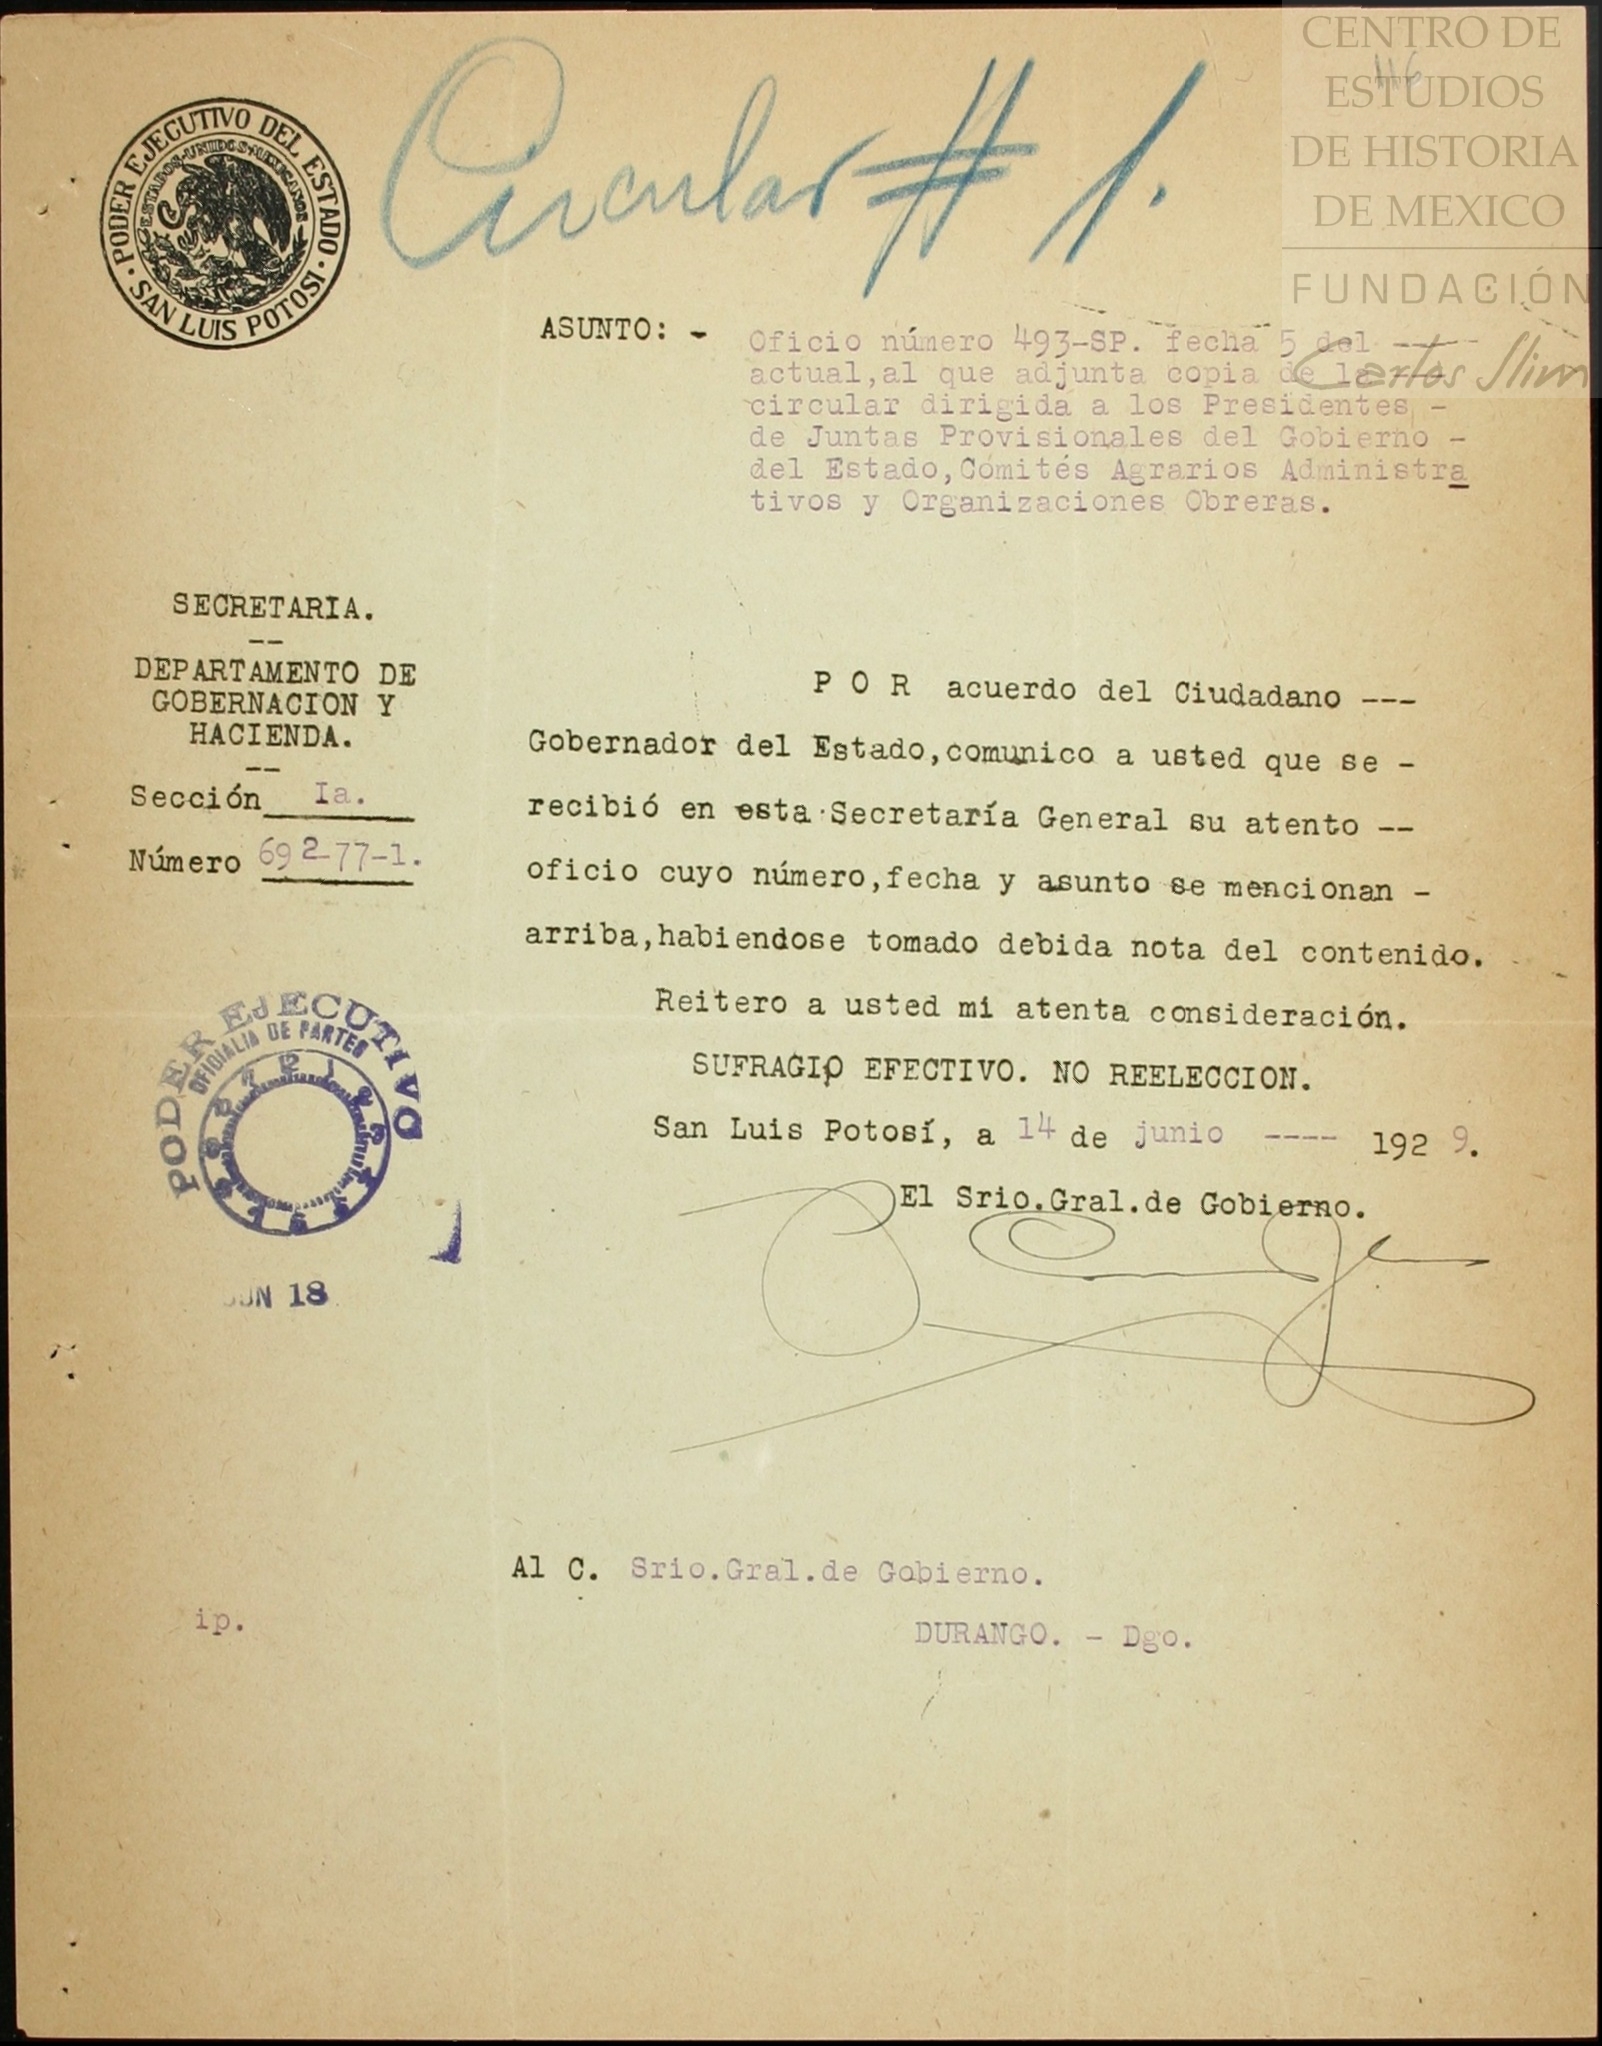 CENTRO DE
ESTUDIOS
DE HISTORIA
DE MEXICO
FUNDACIÓN
Carlos Slim
116
Circular # 1.
PODER EJECUTIVO DEL ESTADO
· SAN LUIS POTOSI ·
ESTADOS UNIDOS MEXICANOS
ASUNTO: - Oficio número 493-SP. fecha 5 del ---
actual,al que adjunta copia de la ---
circular dirigida a los Presidentes -
de Juntas Provisionales del Gobierno -
del Estado,Comités Agrarios Administra
tivos y Organizaciones Obreras.
SECRETARIA.
--
DEPARTAMENTO DE
GOBERNACION Y
HACIENDA.
--
Sección Ia.
Número 692-77-1.
P O R acuerdo del Ciudadano ---
Gobernador del Estado,comunico a usted que se -
recibió en esta Secretaría General su atento --
oficio cuyo número,fecha y asunto se mencionan -
arriba,habiendose tomado debida nota del contenido.
Reitero a usted mi atenta consideración.
SUFRAGIO EFECTIVO. NO REELECCION.
San Luis Potosí, a 14 de junio ---- 1929.
El Srio.Gral.de Gobierno.
PODER EJECUTIVO
OFICIALIA DE PARTES
JUN 18
Al C. Srio.Gral.de Gobierno.
ip.
DURANGO. - Dgo.